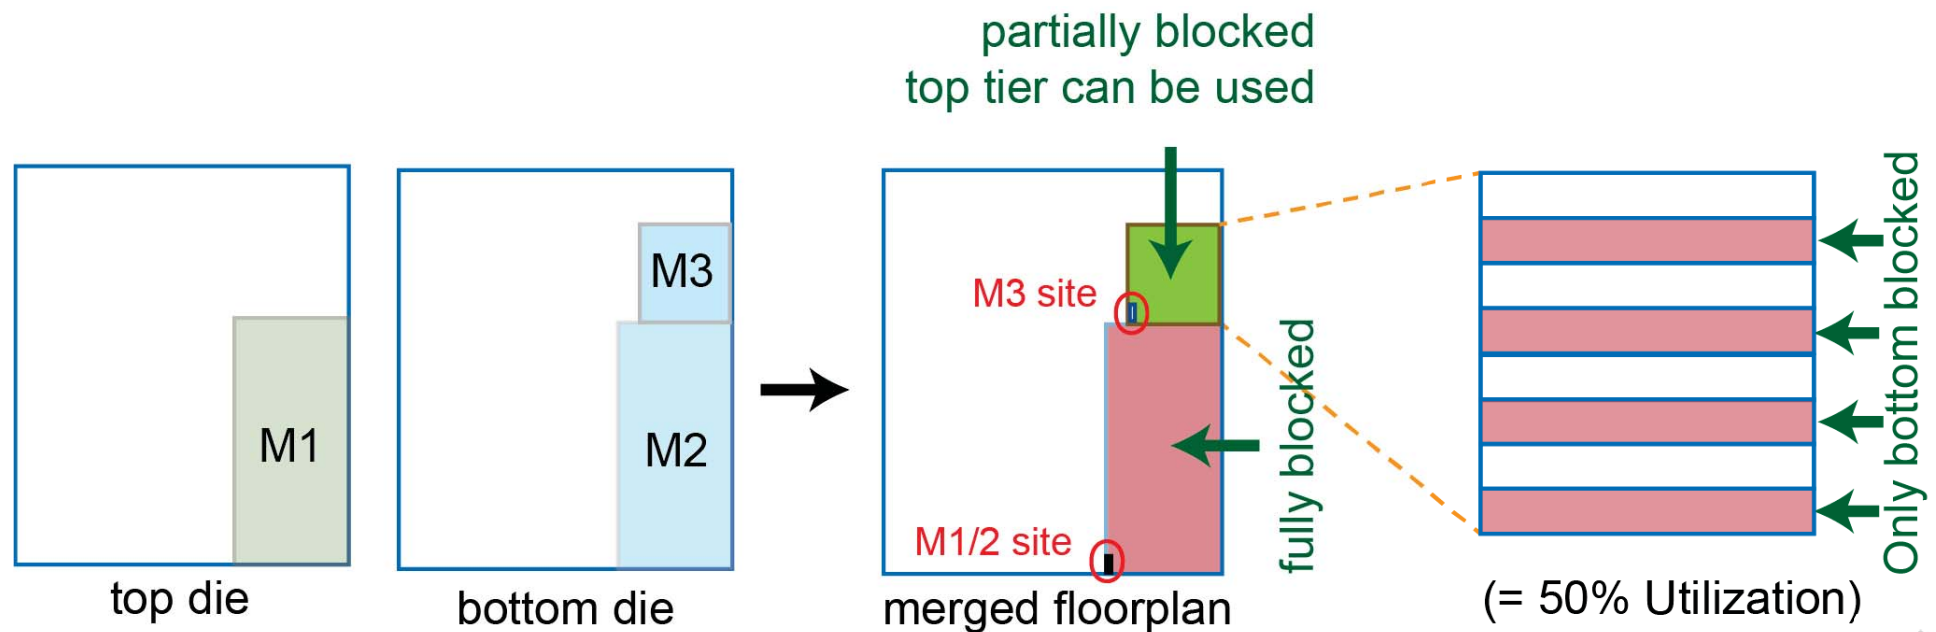 partially blocked
top tier can be used
M1
top die
M3
M2
bottom die
M3 site
M1/2 site
fully blocked
merged floorplan
Only bottom blocked
(= 50% Utilization)